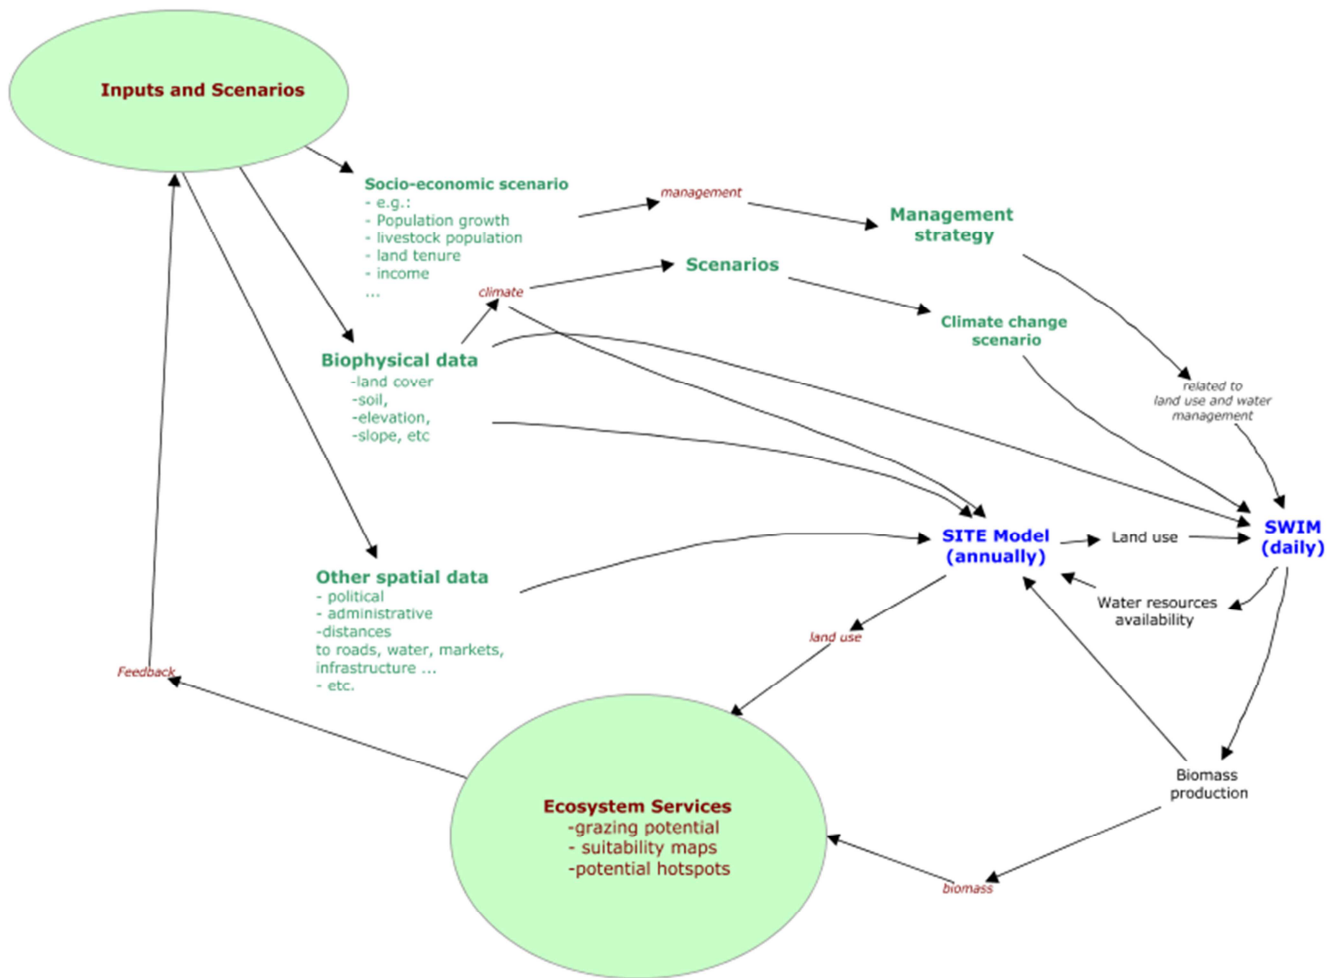 Inputs and Scenarios
Socio-economic scenario
- e.g.:
- Population growth
- livestock population
- land tenure
- income
...
management
Management
strategy
Scenarios
climate
Climate change
scenario
Biophysical data
-land cover
-soil,
-elevation,
-slope, etc
related to
land use and water
management
SITE Model
(annually)
Land use
SWIM
(daily)
Water resources
availability
Other spatial data
- political
- administrative
-distances
to roads, water, markets,
infrastructure ...
- etc.
land use
Feedback
Biomass
production
Ecosystem Services
-grazing potential
- suitability maps
-potential hotspots
biomass